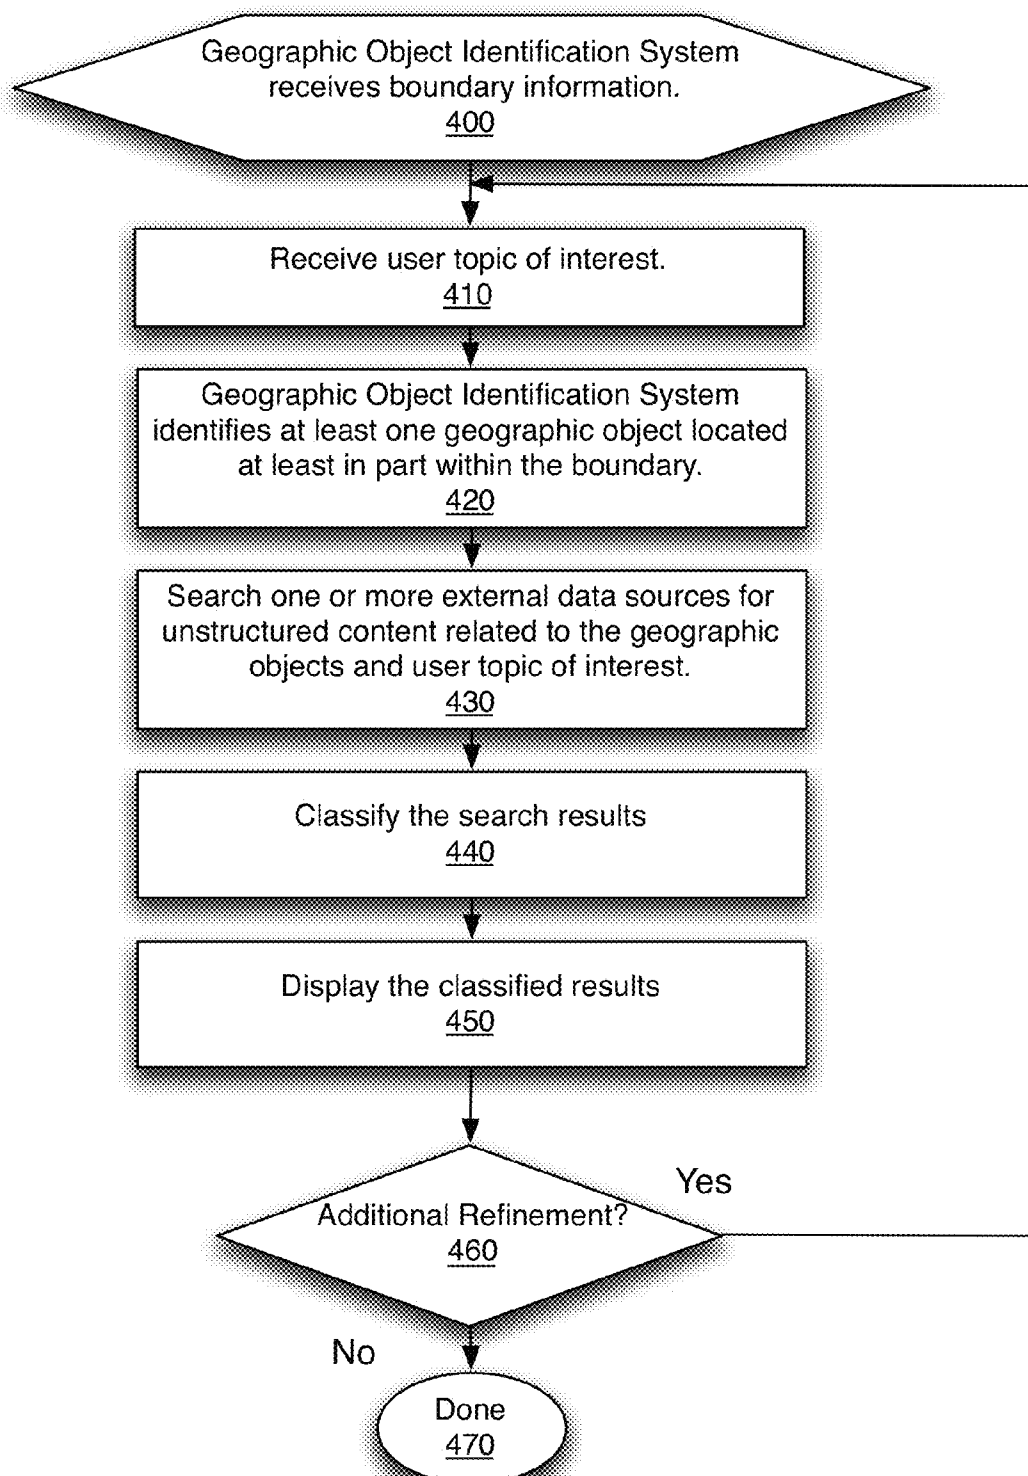 Geographic Object Identification System
receives boundary information.
400
Receive user topic of interest.
410
Geographic Object Identification System
identifies at least one geographic object located
at least in part within the boundary.
420
Search one or more external data sources for
unstructured content related to the geographic
objects and user topic of interest.
430
Classify the search results
440
Display the classified results
450
Yes
Additional Refinement?
460
No
Done
470